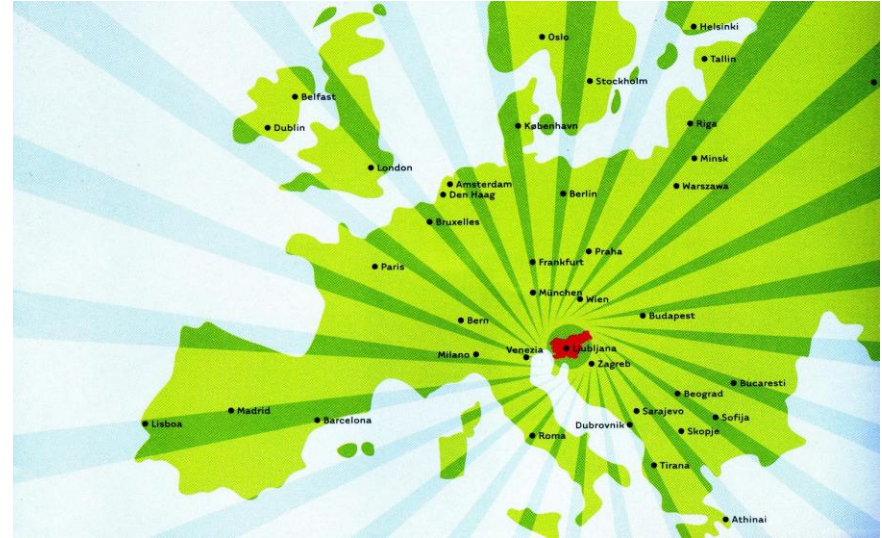 Oslo
Helsinki
Tallin
Stockholm
Belfast
Dublin
København
Riga
London
Minsk
Amsterdam
Den Haag
Berlin
Warszawa
Bruxelles
Praha
Paris
Frankfurt
München
Wien
Bern
Budapest
Milano
Venezia
Ljubljana
Zagreb
Bucaresti
Beograd
Madrid
Sarajevo
Sofija
Lisboa
Barcelona
Dubrovnik
Skopje
Roma
Tirana
Athinai